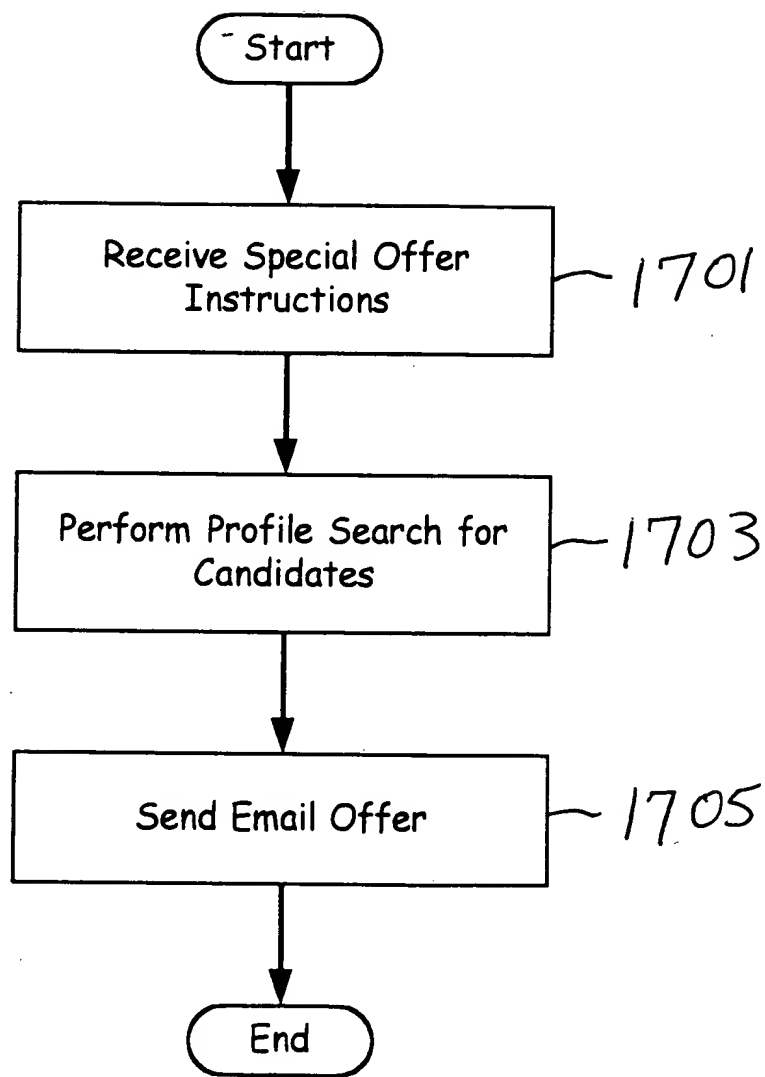 Start
Receive Special Offer
Instructions
1701
Perform Profile Search for
Candidates
1703
Send Email Offer
1705
End